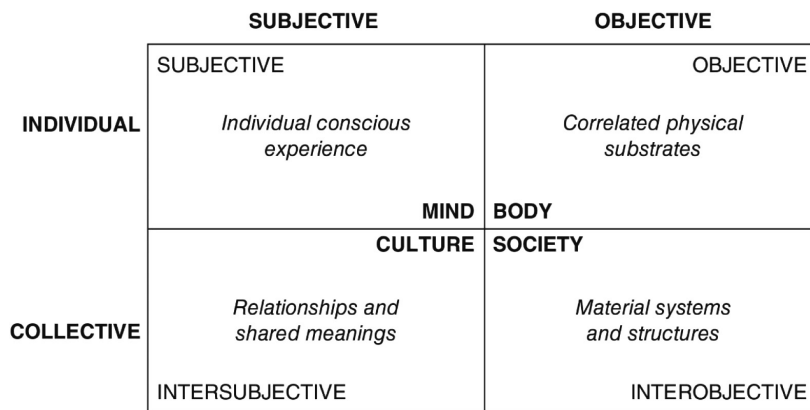 SUBJECTIVE OBJECTIVE
SUBJECTIVE OBJECTIVE
INDIVIDUAL Individual conscious Correlated physical
experience substrates
MIND BODY
CULTURE SOCIETY
Relationships and Material systems
COLLECTIVE shared meanings and structures
INTERSUBJECTIVE INTEROBJECTIVE